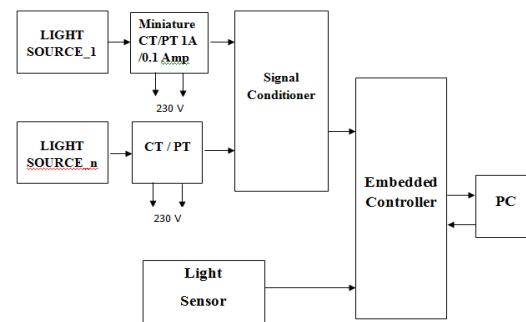 LIGHT
SOURCE_1
Miniature
CT/PT 1A
/0.1 Amp
230 V
Signal
Conditioner
LIGHT
SOURCE_n
CT / PT
230 V
Embedded
Controller
PC
Light
Sensor